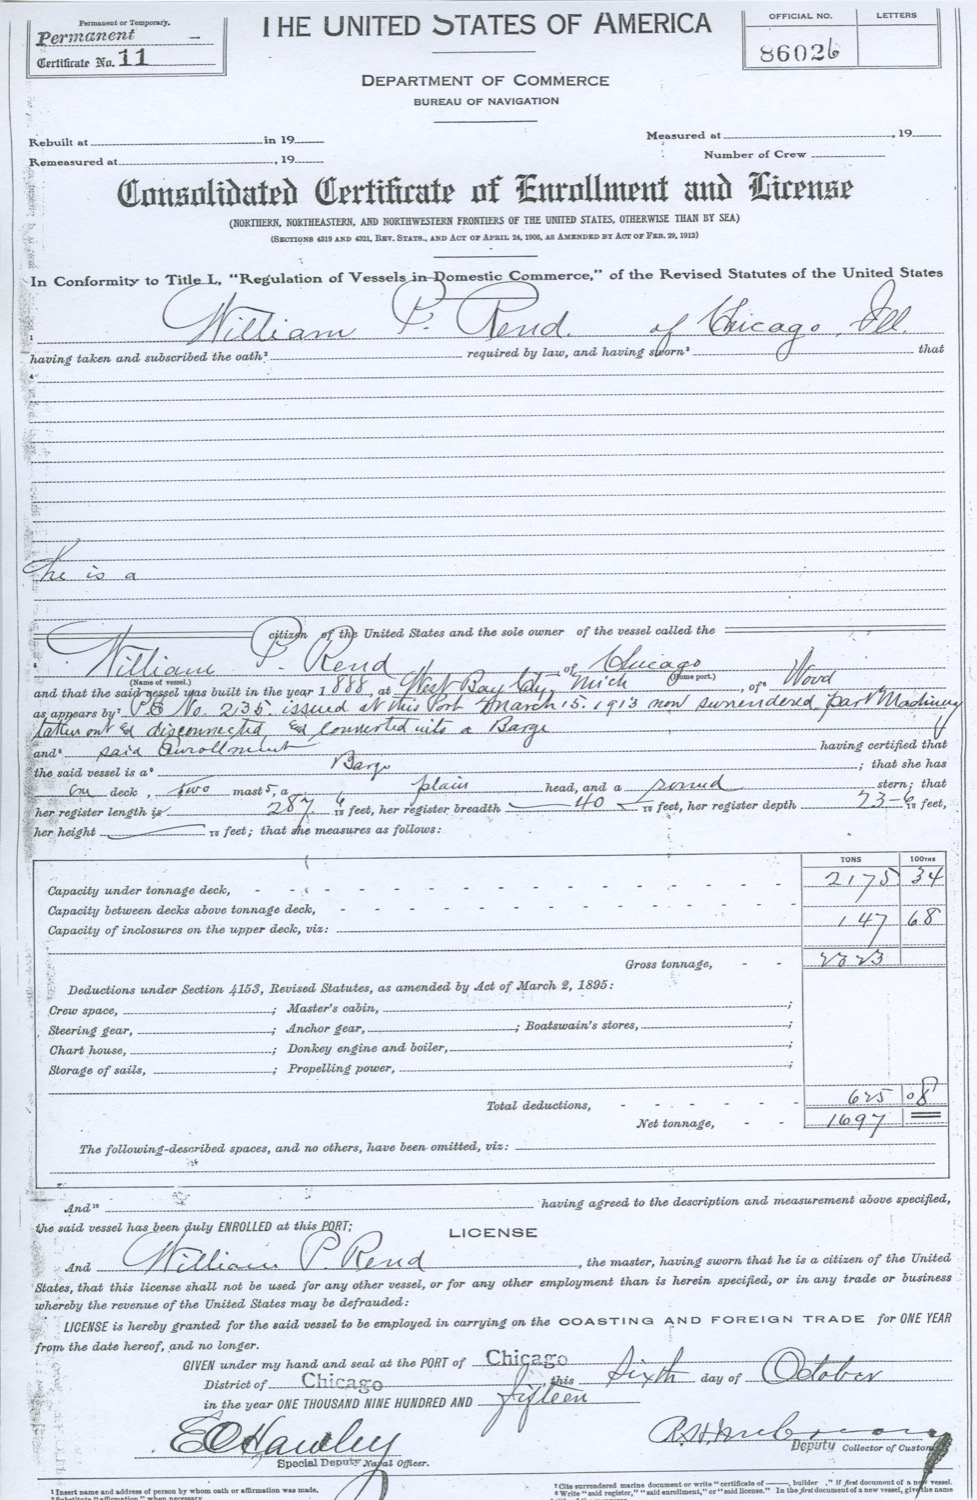 Permanent or Temporary.
Permanent
Certificate No. 11
THE UNITED STATES OF AMERICA
OFFICIAL NO. LETTERS
86026
DEPARTMENT OF COMMERCE
BUREAU OF NAVIGATION
Rebuilt at in 19
Measured at , 19
Remeasured at , 19
Number of Crew
Consolidated Certificate of Enrollment and License
(NORTHERN, NORTHEASTERN, AND NORTHWESTERN FRONTIERS OF THE UNITED STATES, OTHERWISE THAN BY SEA)
(SECTIONS 4319 AND 4321, REV. STATS., AND ACT OF APRIL 24, 1906, AS AMENDED BY ACT OF FEB. 29, 1912)
In Conformity to Title L, "Regulation of Vessels in Domestic Commerce," of the Revised Statutes of the United States
1 William P. Rend. of Chicago, Ill.
having taken and subscribed the oath² required by law, and having sworn³ that
4
he is a
citizen of the United States and the sole owner of the vessel called the
William P. Rend of Chicago
(Name of vessel.) (Home port.)
and that the said vessel was built in the year 1888, at West Bay City, Mich , of⁶ Wood
as appears by⁷ P.E No. 235. issued at this Port March 15. 1913 now surrendered, part Machinery
taken out & disconnected, & converted into a Barge
and⁸ said Enrollment having certified that
the said vessel is a⁹ Barge ; that she has
one deck , two masts, a plain head, and a round stern; that
her register length is 287 6/10 feet, her register breadth 40 /10 feet, her register depth 23-6/10 feet,
her height /10 feet; that she measures as follows:
TONS 100THS
Capacity under tonnage deck, - - - - - - - - - - - - - 2175 34
Capacity between decks above tonnage deck, - - - - - - - - - - -
Capacity of inclosures on the upper deck, viz: 147 68
Gross tonnage, - - 2323
Deductions under Section 4153, Revised Statutes, as amended by Act of March 2, 1895:
Crew space, ; Master's cabin, ;
Steering gear, ; Anchor gear, ; Boatswain's stores, ;
Chart house, ; Donkey engine and boiler, ;
Storage of sails, ; Propelling power, ;
Total deductions, - - - - - - 625 08
Net tonnage, - - 1697 =
The following-described spaces, and no others, have been omitted, viz:
And¹⁰ having agreed to the description and measurement above specified,
the said vessel has been duly ENROLLED at this PORT;
LICENSE
And William P. Rend , the master, having sworn that he is a citizen of the United
States, that this license shall not be used for any other vessel, or for any other employment than is herein specified, or in any trade or business
whereby the revenue of the United States may be defrauded:
LICENSE is hereby granted for the said vessel to be employed in carrying on the COASTING AND FOREIGN TRADE for ONE YEAR
from the date hereof, and no longer.
GIVEN under my hand and seal at the PORT of Chicago
District of Chicago , this Sixth day of October
in the year ONE THOUSAND NINE HUNDRED AND fifteen
E O Hawley
Special Deputy Naval Officer.
Deputy Collector of Customs
1 Insert name and address of person by whom oath or affirmation was made.
2 Substitute "affirmation" when necessary.
7 Cite surrendered marine document or write "certificate of ——, builder ." if first document of a new vessel.
8 Write "said register," "said enrollment," or "said license." In the first document of a new vessel, give the name